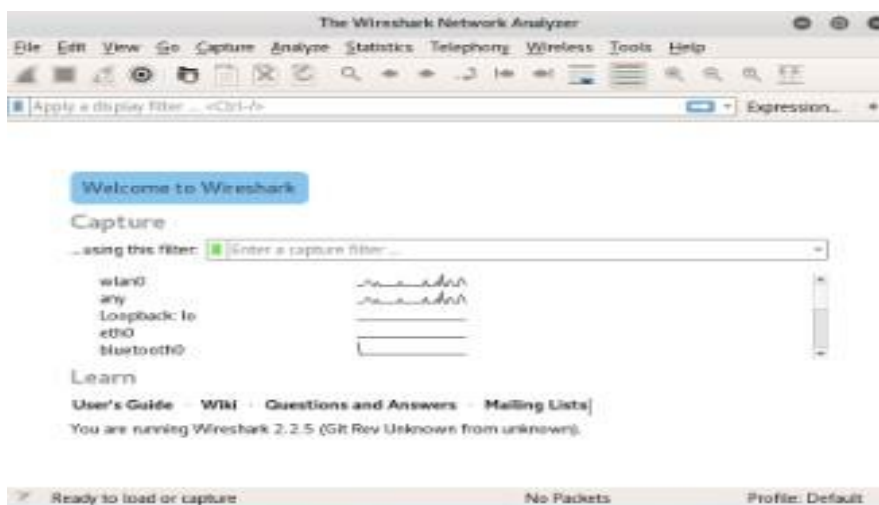 The Wireshark Network Analyzer
File Edit View Go Capture Analyze Statistics Telephony Wireless Tools Help
Apply a display filter ... <Ctrl-/>
Expression...
Welcome to Wireshark
Capture
...using this filter: Enter a capture filter ...
wlan0
any
Loopback: lo
eth0
bluetooth0
Learn
User's Guide · Wiki · Questions and Answers · Mailing Lists
You are running Wireshark 2.2.5 (Git Rev Unknown from unknown).
Ready to load or capture No Packets Profile: Default